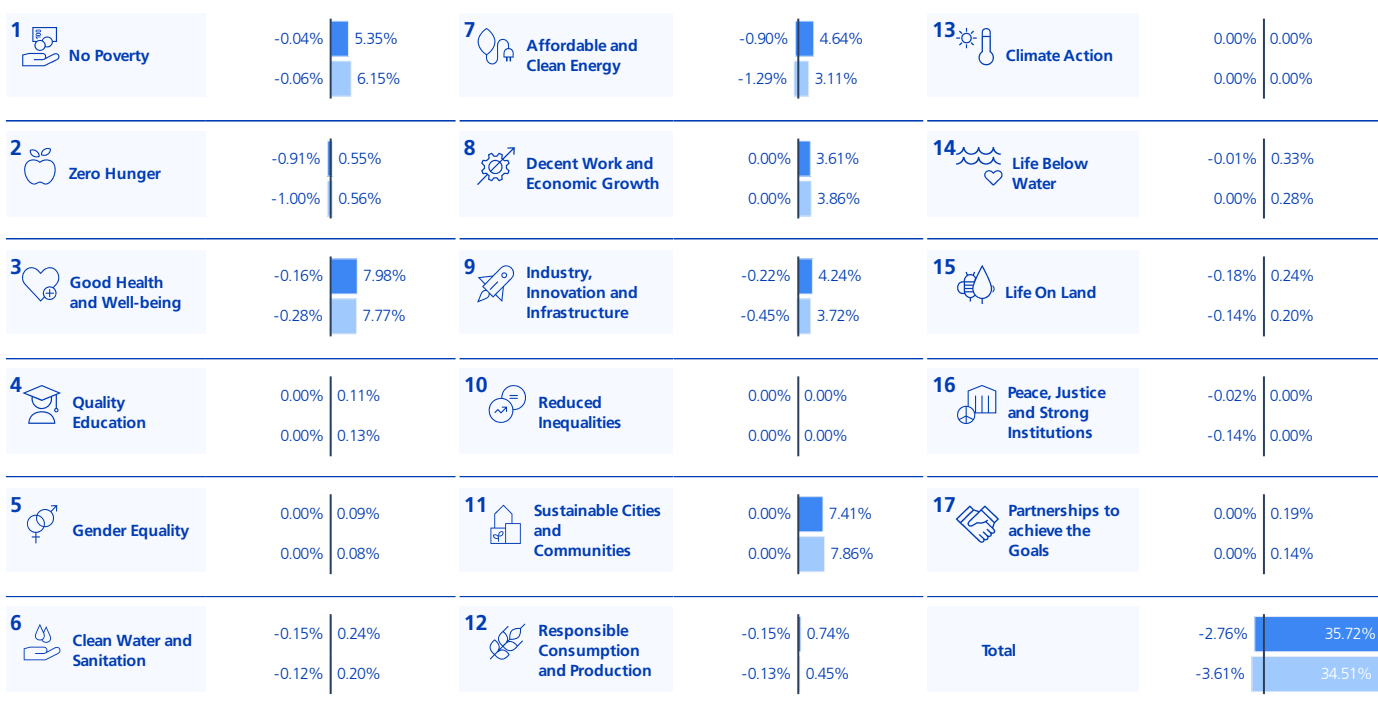 1
No Poverty
-0.04% 5.35%
-0.06% 6.15%
2
Zero Hunger
-0.91% 0.55%
-1.00% 0.56%
3
Good Health
and Well-being
-0.16% 7.98%
-0.28% 7.77%
4
Quality
Education
0.00% 0.11%
0.00% 0.13%
5
Gender Equality
0.00% 0.09%
0.00% 0.08%
6
Clean Water and
Sanitation
-0.15% 0.24%
-0.12% 0.20%
7
Affordable and
Clean Energy
-0.90% 4.64%
-1.29% 3.11%
8
Decent Work and
Economic Growth
0.00% 3.61%
0.00% 3.86%
9
Industry,
Innovation and
Infrastructure
-0.22% 4.24%
-0.45% 3.72%
10
Reduced
Inequalities
0.00% 0.00%
0.00% 0.00%
11
Sustainable Cities
and
Communities
0.00% 7.41%
0.00% 7.86%
12
Responsible
Consumption
and Production
-0.15% 0.74%
-0.13% 0.45%
13
Climate Action
0.00% 0.00%
0.00% 0.00%
14
Life Below
Water
-0.01% 0.33%
0.00% 0.28%
15
Life On Land
-0.18% 0.24%
-0.14% 0.20%
16
Peace, Justice
and Strong
Institutions
-0.02% 0.00%
-0.14% 0.00%
17
Partnerships to
achieve the
Goals
0.00% 0.19%
0.00% 0.14%
Total
-2.76% 35.72%
-3.61% 34.51%